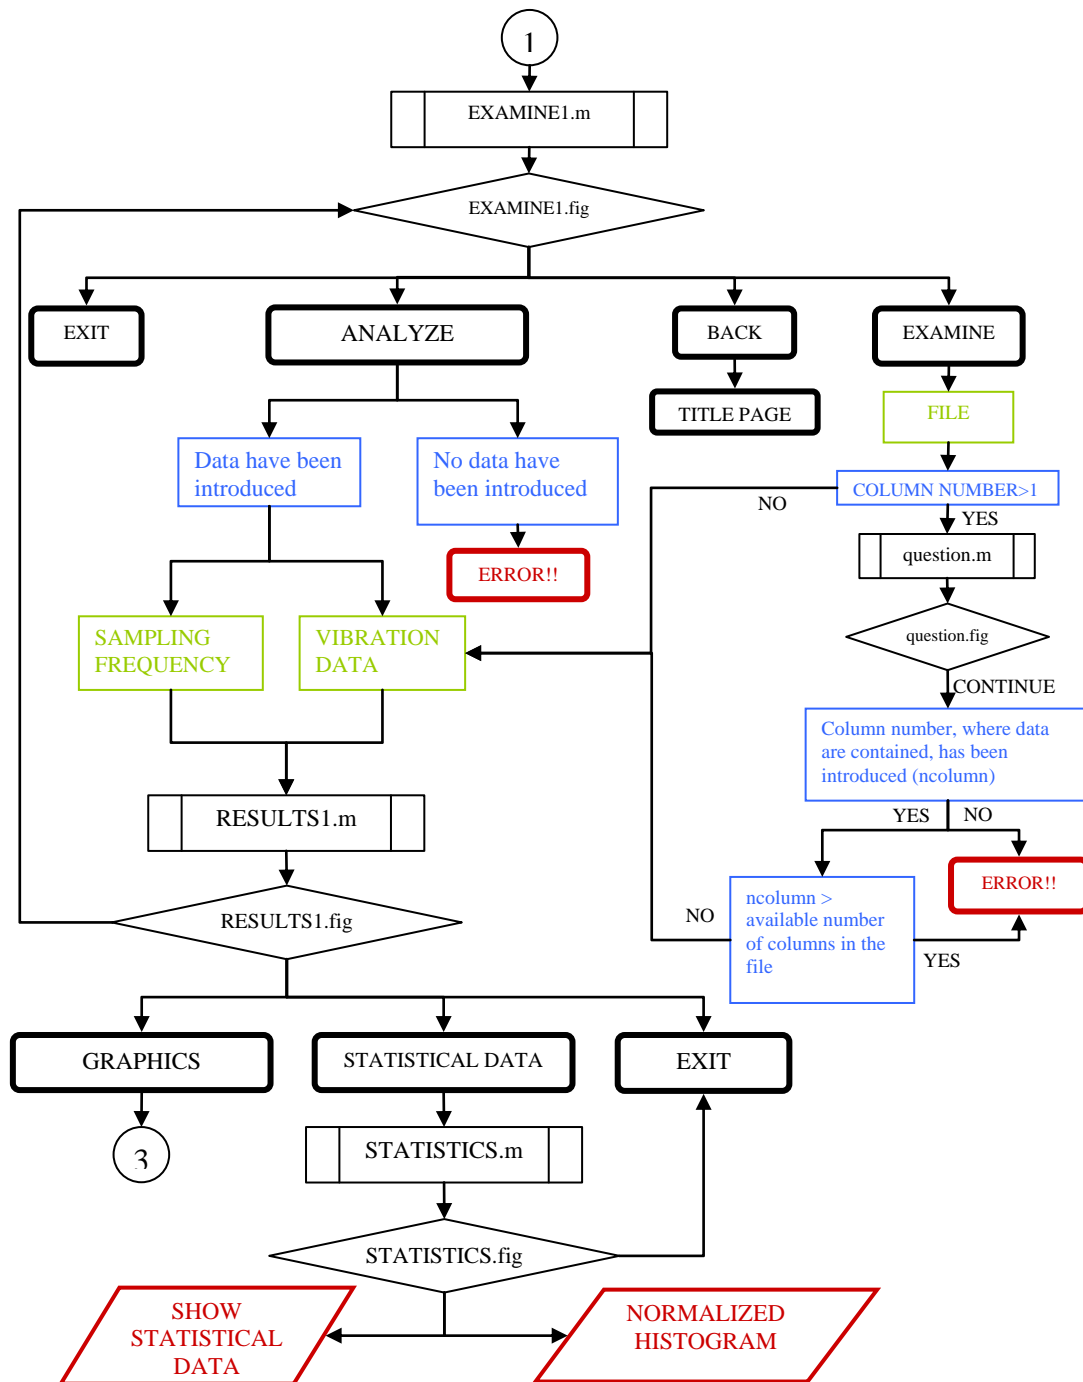 1
EXAMINE1.m
EXAMINE1.fig
EXIT
ANALYZE
BACK
EXAMINE
TITLE PAGE
FILE
Data have been
introduced
No data have
been introduced
COLUMN NUMBER>1
NO
YES
ERROR!!
question.m
SAMPLING
FREQUENCY
VIBRATION
DATA
question.fig
CONTINUE
Column number, where data
are contained, has been
introduced (ncolumn)
RESULTS1.m
YES
NO
ncolumn >
available number
of columns in the
file
ERROR!!
RESULTS1.fig
NO
YES
GRAPHICS
STATISTICAL DATA
EXIT
3
STATISTICS.m
STATISTICS.fig
SHOW
STATISTICAL
DATA
NORMALIZED
HISTOGRAM